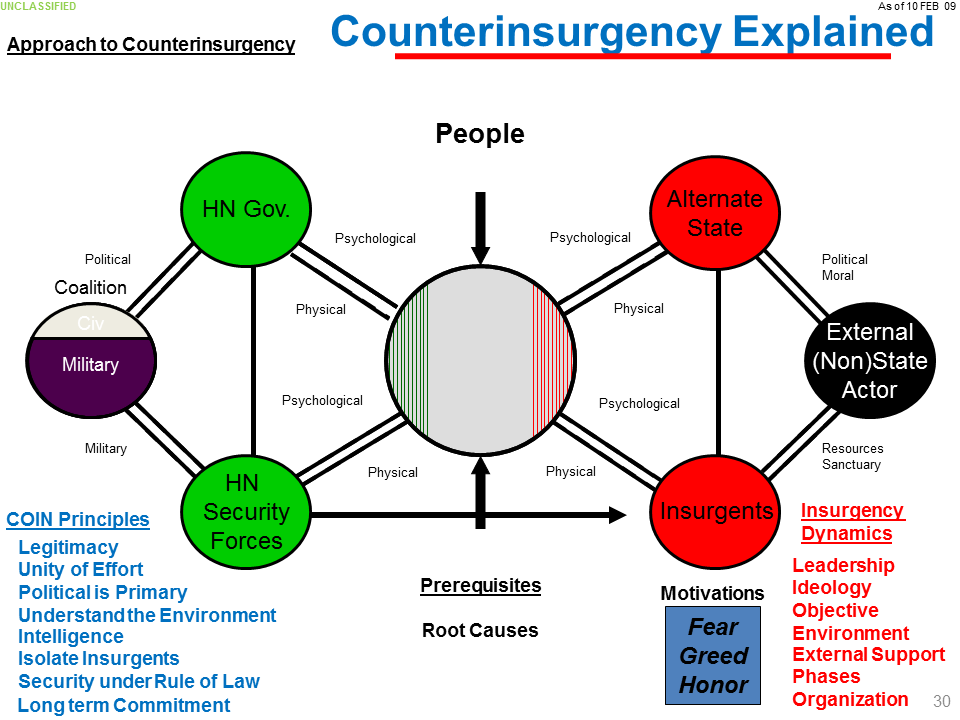 UNCLASSIFIED
As of 10 FEB 09
Approach to Counterinsurgency
Counterinsurgency Explained
People
HN Gov.
Alternate
State
Psychological
Psychological
Political
Political
Moral
Coalition
Physical
Physical
Civ
Military
External
(Non)State
Actor
Psychological
Psychological
Military
Physical
Physical
Resources
Sanctuary
HN
Security
Forces
Insurgents
COIN Principles
Legitimacy
Unity of Effort
Political is Primary
Understand the Environment
Intelligence
Isolate Insurgents
Security under Rule of Law
Long term Commitment
Prerequisites
Root Causes
Motivations
Fear
Greed
Honor
Insurgency
Dynamics
Leadership
Ideology
Objective
Environment
External Support
Phases
Organization
30